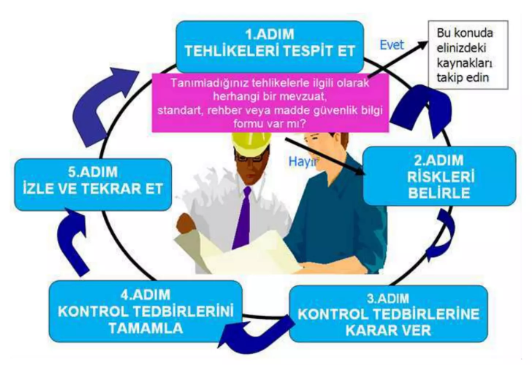 1.ADIM
TEHLİKELERİ TESPİT ET
Evet
Bu konuda
elinizdeki
kaynakları
takip edin
Tanımiadığınız tehlikelerle ilgili olarak
herhangi bir mevzuat,
standart, rehber veya madde güvenlik bilgi
formu var mı?
Hayır
2.ADIM
RİSKLERİ
BELİRLE
3.ADIM
KONTROL TEDBİRLERİNE
KARAR VER
4.ADIM
KONTROL TEDBİRLERİNİ
TAMAMLA
5.ADIM
İZLE VE TEKRAR ET